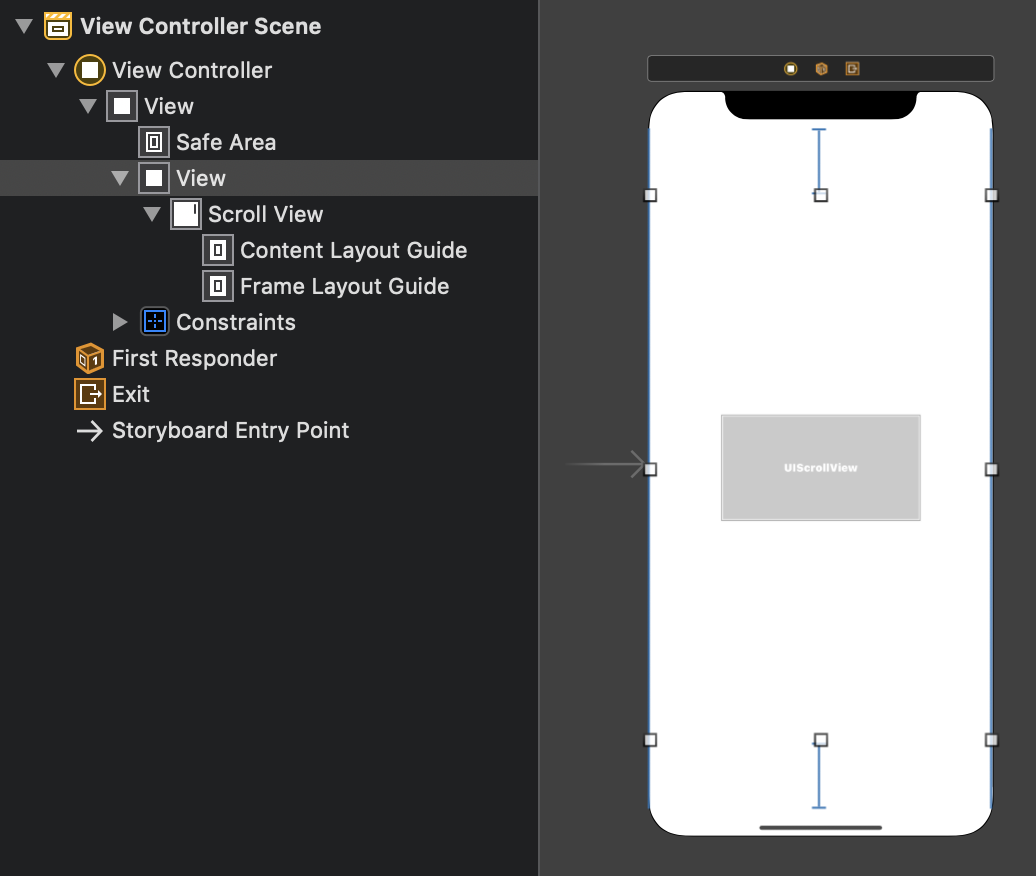 View Controller Scene
View Controller
View
Safe Area
View
Scroll View
Content Layout Guide
Frame Layout Guide
Constraints
First Responder
Exit
Storyboard Entry Point
UIScrollView